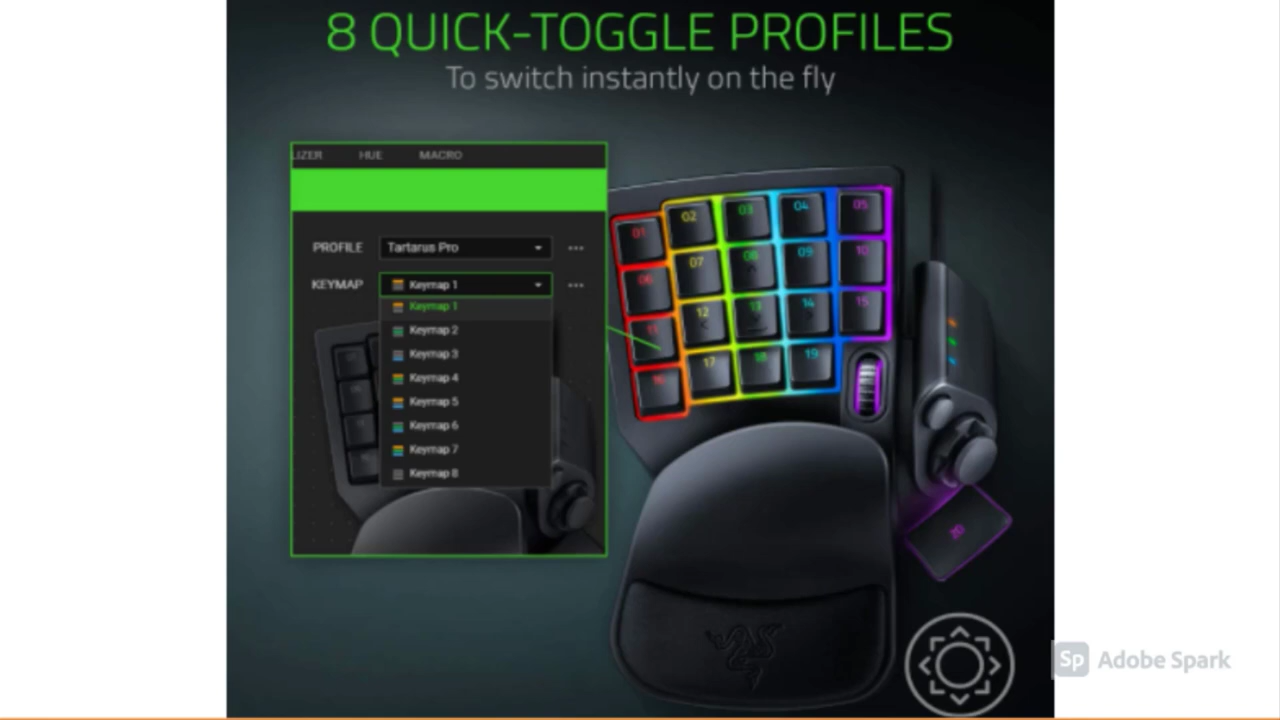 8 QUICK-TOGGLE PROFILES
To switch instantly on the fly
LIZER HUE MACRO
PROFILE Tartarus Pro
KEYMAP Keymap 1
Keymap 1
Keymap 2
Keymap 3
Keymap 4
Keymap 5
Keymap 6
Keymap 7
Keymap 8
01 02 03 04 05
06 07 08 09 10
11 12 13 14 15
16 17 18 19
20
Sp Adobe Spark